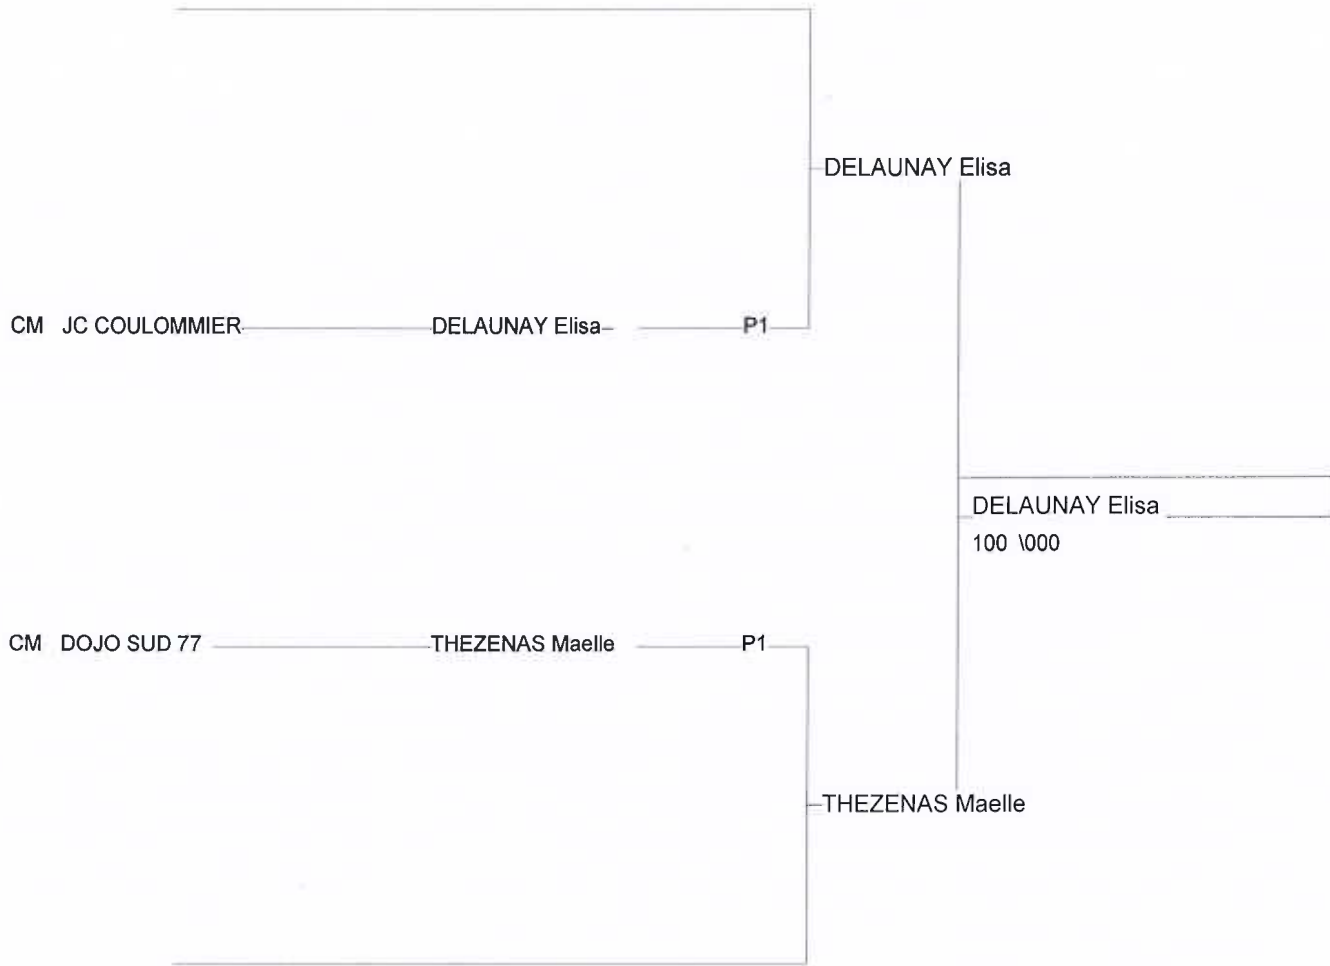 DELAUNAY Elisa
CM JC COULOMMIER DELAUNAY Elisa P1
DELAUNAY Elisa
100 \000
CM DOJO SUD 77 THEZENAS Maelle P1
THEZENAS Maelle